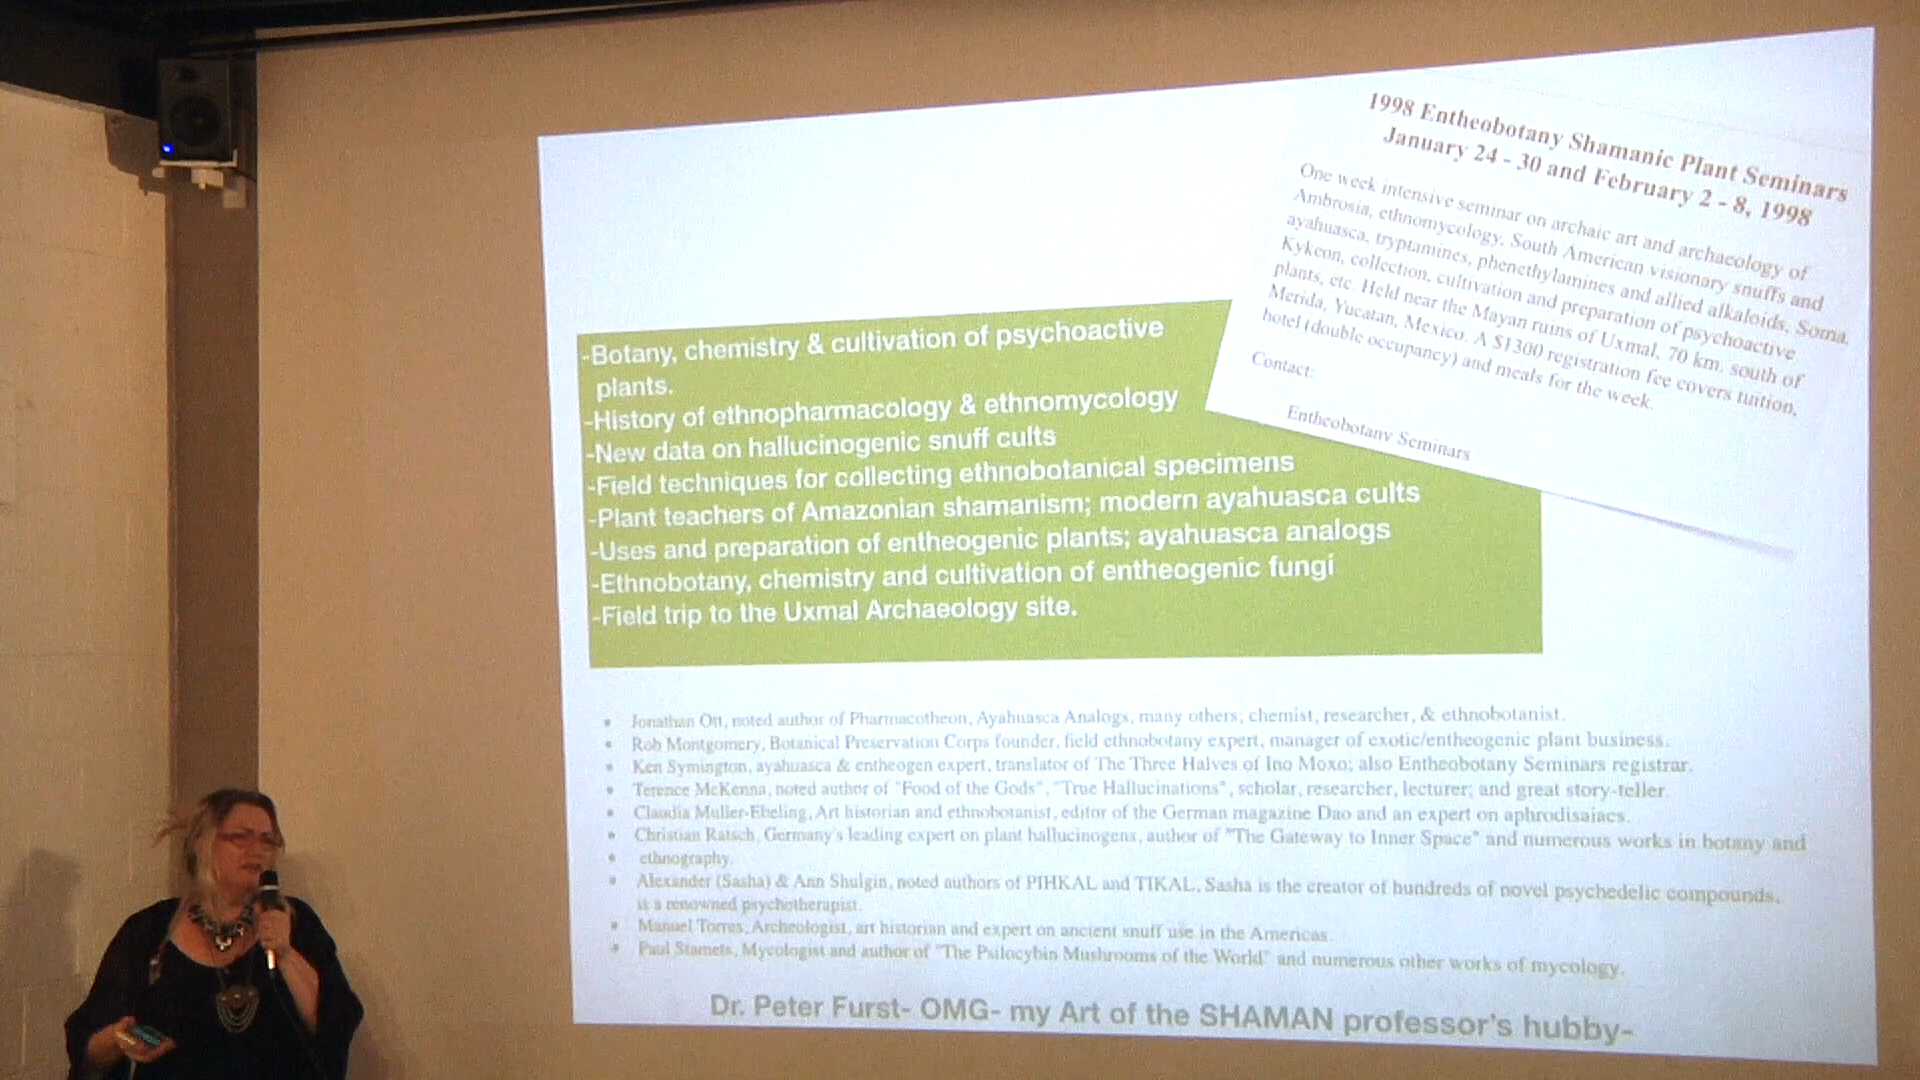 1998 Entheobotany Shamanic Plant Seminars
January 24 - 30 and February 2 - 8, 1998
One week intensive seminar on archaic art and archaeology of
Ambrosia, ethnomycology, South American visionary snuffs and
ayahuasca, tryptamines, phenethylamines and allied alkaloids, Soma,
Kykeon, collection, cultivation and preparation of psychoactive
plants, etc. Held near the Mayan ruins of Uxmal, 70 km. south of
Merida, Yucatan, Mexico. A $1300 registration fee covers tuition,
hotel (double occupancy) and meals for the week.
Contact:
Entheobotany Seminars
-Botany, chemistry & cultivation of psychoactive
plants.
-History of ethnopharmacology & ethnomycology
-New data on hallucinogenic snuff cults
-Field techniques for collecting ethnobotanical specimens
-Plant teachers of Amazonian shamanism; modern ayahuasca cults
-Uses and preparation of entheogenic plants; ayahuasca analogs
-Ethnobotany, chemistry and cultivation of entheogenic fungi
-Field trip to the Uxmal Archaeology site.
• Jonathan Ott, noted author of Pharmacotheon, Ayahuasca Analogs, many others; chemist, researcher, & ethnobotanist.
• Rob Montgomery, Botanical Preservation Corps founder, field ethnobotany expert, manager of exotic/entheogenic plant business.
• Ken Symington, ayahuasca & entheogen expert, translator of The Three Halves of Ino Moxo; also Entheobotany Seminars registrar.
• Terence McKenna, noted author of "Food of the Gods", "True Hallucinations", scholar, researcher, lecturer; and great story-teller.
• Claudia Muller-Ebeling, Art historian and ethnobotanist, editor of the German magazine Dao and an expert on aphrodisaiacs.
• Christian Ratsch, Germany's leading expert on plant hallucinogens, author of "The Gateway to Inner Space" and numerous works in botany and
• ethnography.
• Alexander (Sasha) & Ann Shulgin, noted authors of PIHKAL and TIKAL, Sasha is the creator of hundreds of novel psychedelic compounds,
is a renowned psychotherapist.
• Manuel Torres, Archeologist, art historian and expert on ancient snuff use in the Americas.
• Paul Stamets, Mycologist and author of "The Psilocybin Mushrooms of the World" and numerous other works of mycology.
Dr. Peter Furst- OMG- my Art of the SHAMAN professor's hubby-